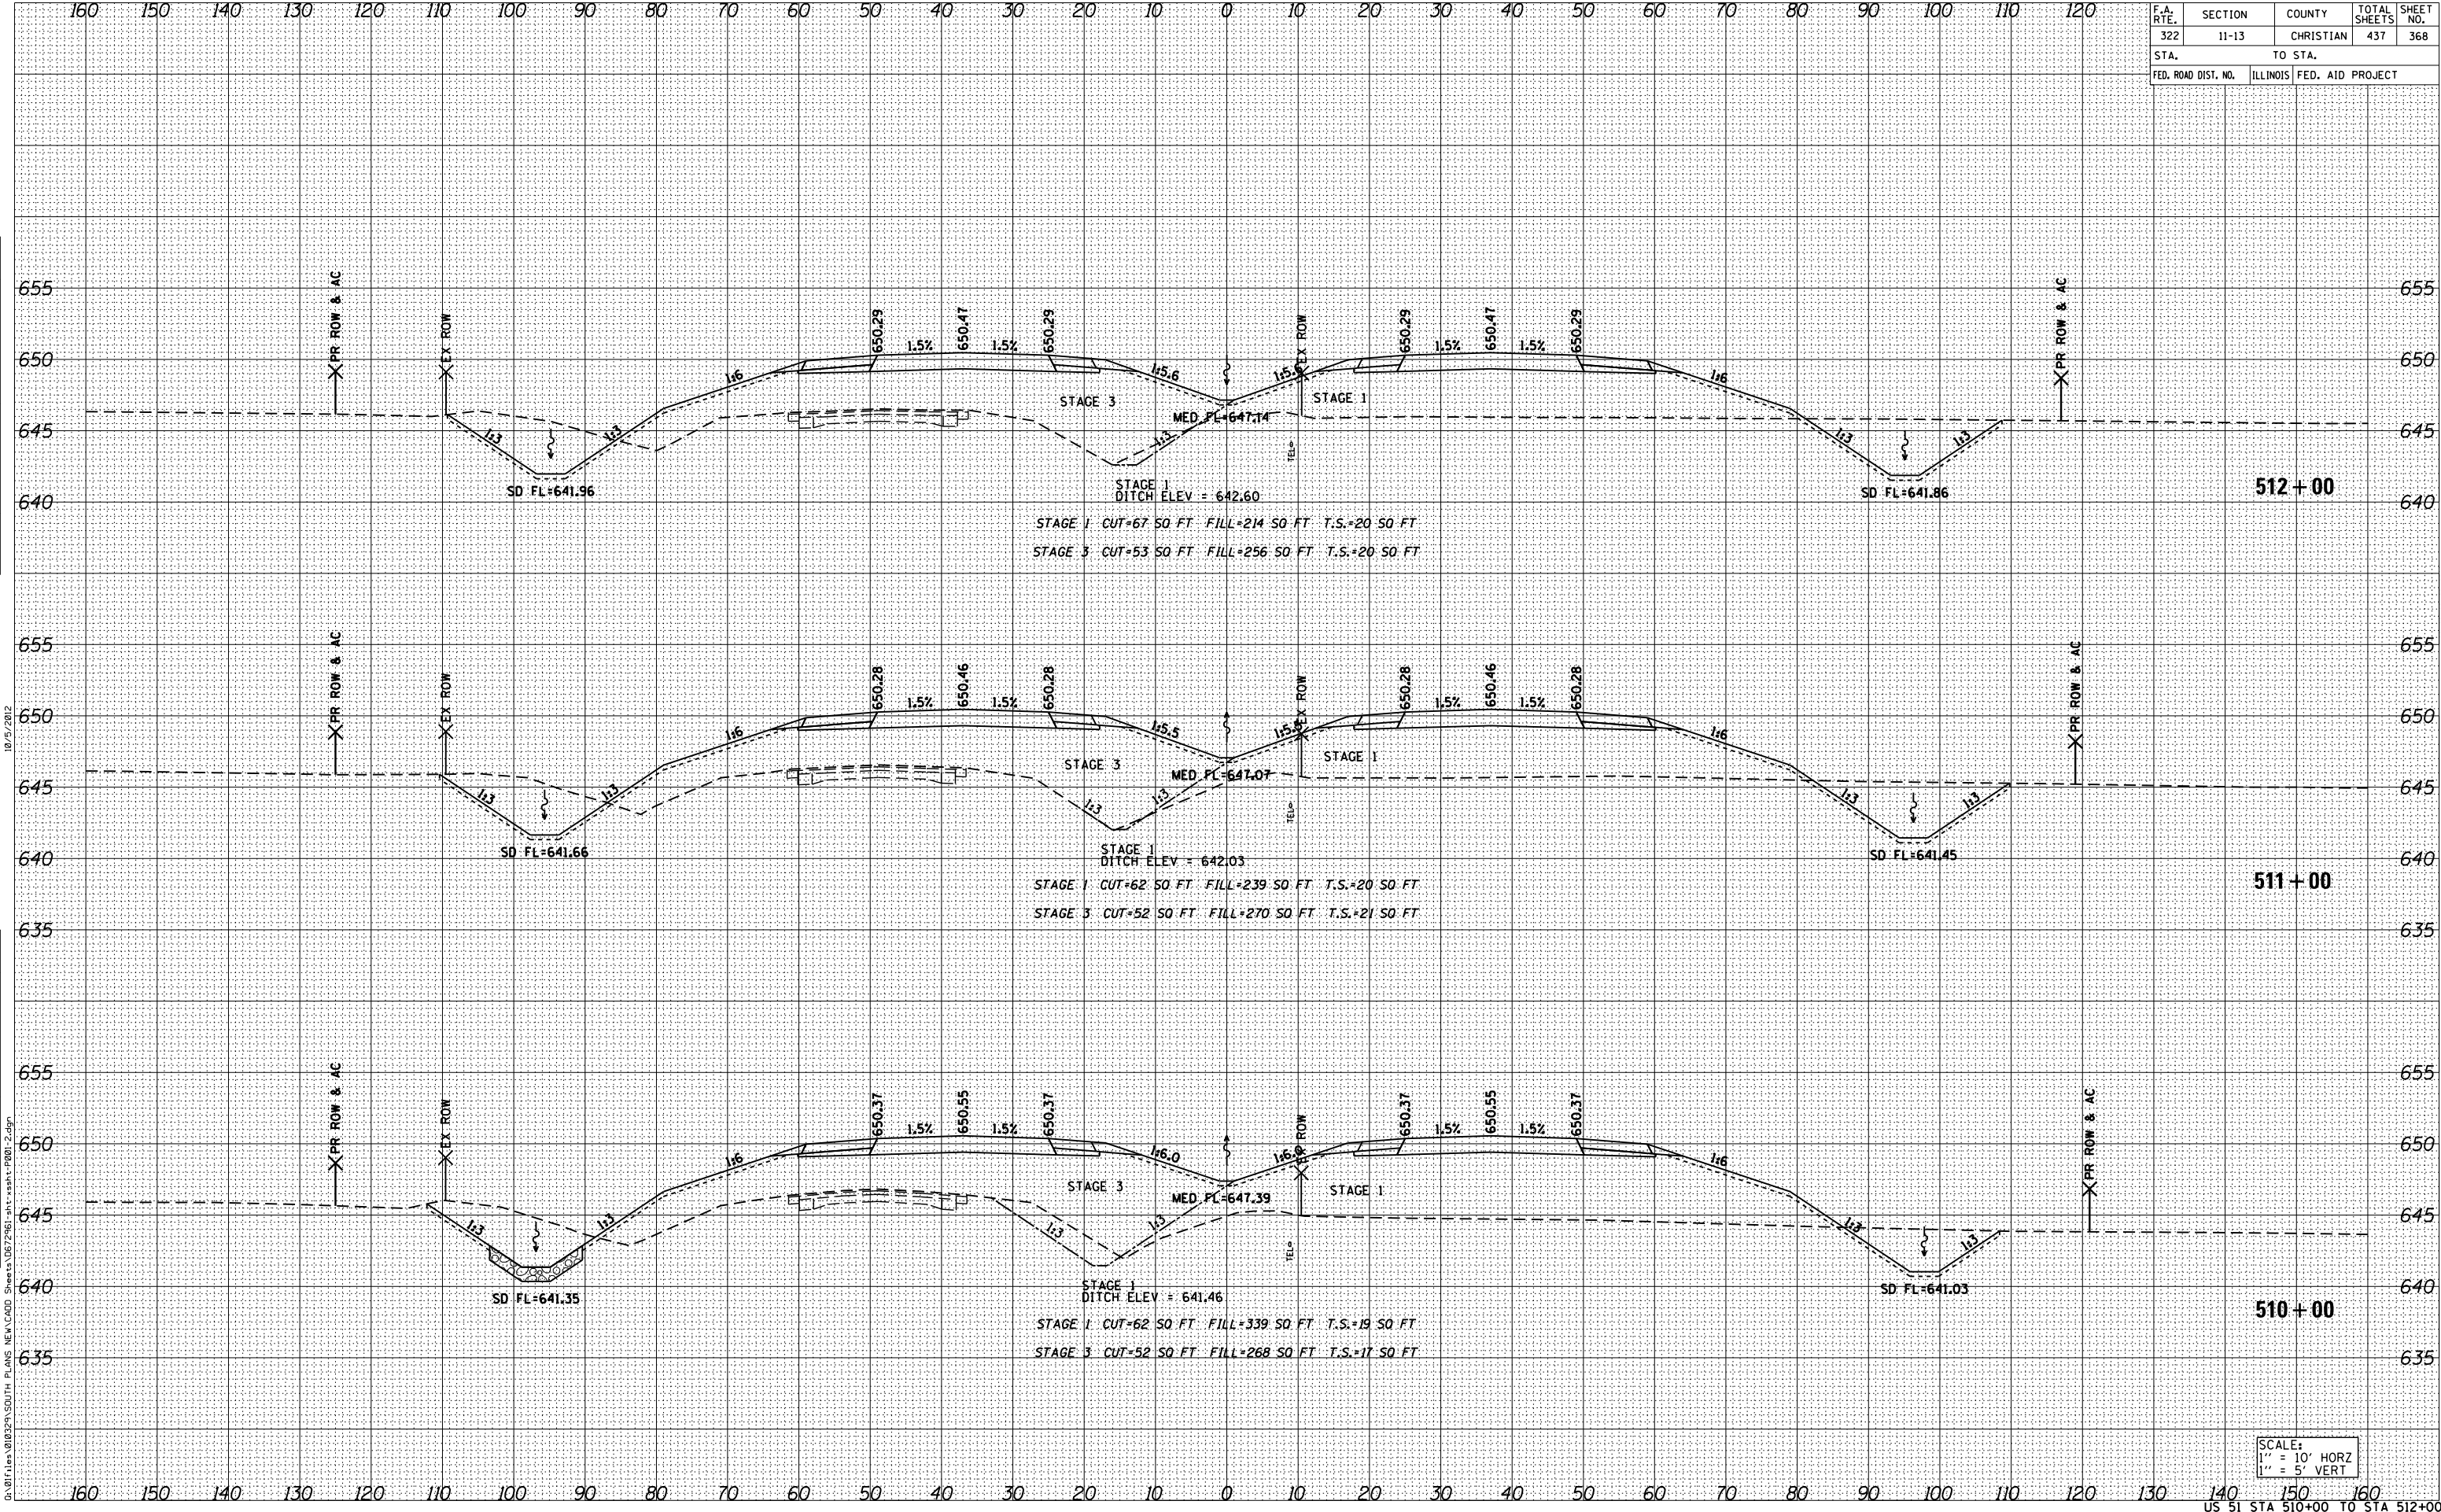 160 150 140 130 120 110 100 90 80 70 60 50 40 30 20 10 0 10 20 30 40 50 60 70 80 90 100 110 120
F.A. RTE. SECTION COUNTY TOTAL SHEETS SHEET NO.
322 11-13 CHRISTIAN 437 368
STA. TO STA.
FED. ROAD DIST. NO. ILLINOIS FED. AID PROJECT
655 PR ROW & AC EX ROW 650.29 650.47 650.29 EX ROW 650.29 650.47 650.29 PR ROW & AC 655
650 1.5% 1.5% 1.5% 1.5% 650
1:6 1:5.6 1:5.6 1:6
STAGE 3 STAGE 1
MED FL=647.14
645 1:3 1:3 1:3 1:3 1:3 645
TEL
SD FL=641.96 STAGE 1 SD FL=641.86
DITCH ELEV = 642.60
640 640
512+00
STAGE 1 CUT=67 SQ FT FILL=214 SQ FT T.S.=20 SQ FT
STAGE 3 CUT=53 SQ FT FILL=256 SQ FT T.S.=20 SQ FT
655 PR ROW & AC EX ROW 650.28 650.46 650.28 EX ROW 650.28 650.46 650.28 PR ROW & AC 655
650 1.5% 1.5% 1.5% 1.5% 650
1:6 1:5.5 1:6
STAGE 3 STAGE 1
MED FL=647.07
645 1:3 1:3 1:3 1:3 1:3 1:3 645
TEL
SD FL=641.66 STAGE 1 SD FL=641.45
DITCH ELEV = 642.03
640 640
511+00
STAGE 1 CUT=62 SQ FT FILL=239 SQ FT T.S.=20 SQ FT
STAGE 3 CUT=52 SQ FT FILL=270 SQ FT T.S.=21 SQ FT
635 635
655 PR ROW & AC EX ROW 650.37 650.55 650.37 ROW 650.37 650.55 650.37 PR ROW & AC 655
650 1.5% 1.5% 1.5% 1.5% 650
1:6 1:6.0 1:6.0 1:6
STAGE 3 STAGE 1
MED FL=647.39
645 1:3 1:3 1:3 1:3 1:3 1:3 645
TEL
640 SD FL=641.35 STAGE 1 SD FL=641.03 640
DITCH ELEV = 641.46
510+00
STAGE 1 CUT=62 SQ FT FILL=339 SQ FT T.S.=19 SQ FT
STAGE 3 CUT=52 SQ FT FILL=268 SQ FT T.S.=17 SQ FT
635 635
SCALE:
1" = 10' HORZ
1" = 5' VERT
160 150 140 130 120 110 100 90 80 70 60 50 40 30 20 10 0 10 20 30 40 50 60 70 80 90 100 110 120 130 140 150 160
US 51 STA 510+00 TO STA 512+00
10/5/2012